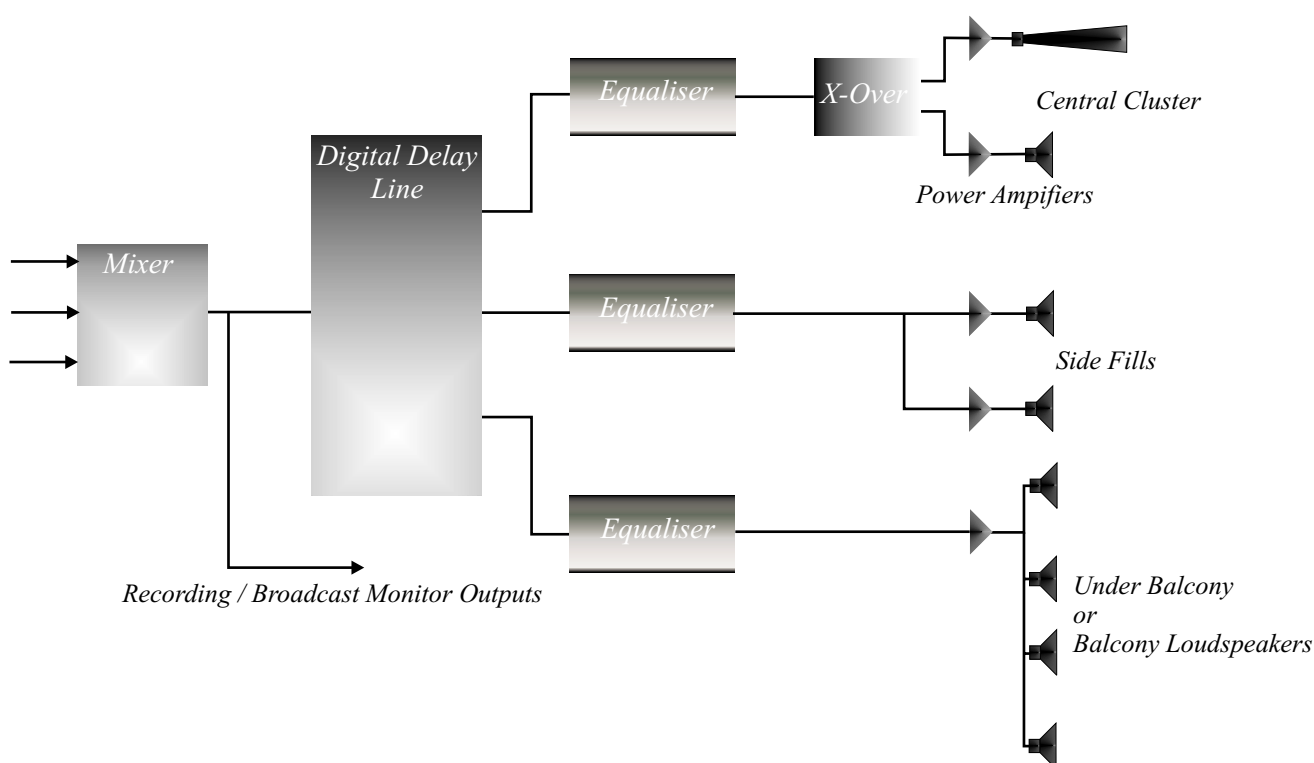 Equaliser
X-Over
Central Cluster
Digital Delay
Line
Power Ampifiers
Mixer
Equaliser
Side Fills
Equaliser
Recording / Broadcast Monitor Outputs
Under Balcony
or
Balcony Loudspeakers